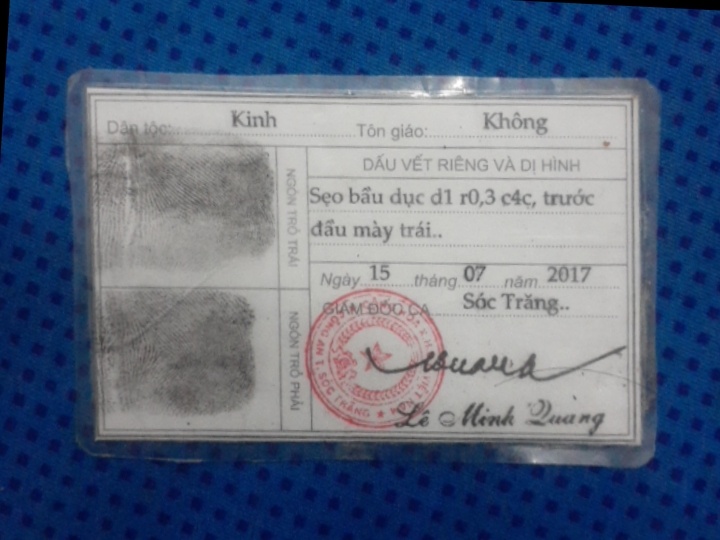 Dân tộc: Kinh Tôn giáo: Không
NGÓN TRỎ TRÁI
DẤU VẾT RIÊNG VÀ DỊ HÌNH
Sẹo bầu dục d1 r0,3 c4c, trước
đầu mày trái..
Ngày 15 tháng 07 năm 2017
GIÁM ĐỐC CA Sóc Trăng..
NGÓN TRỎ PHẢI
T. SÓC TRĂNG
Lê Minh Quang